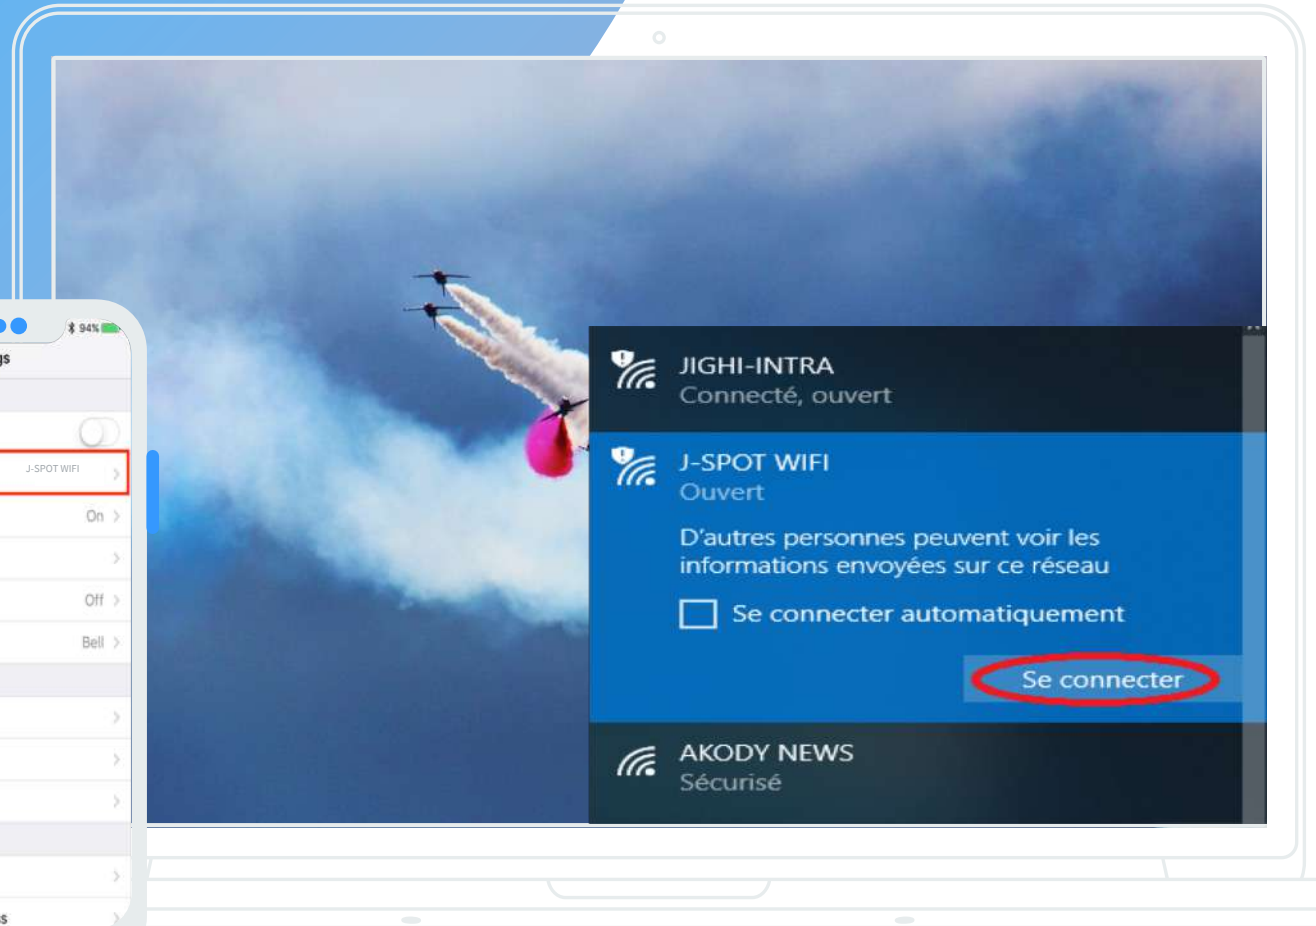 94%
gs
J-SPOT WIFI
On
Off
Bell
JIGHI-INTRA
Connecté, ouvert
J-SPOT WIFI
Ouvert
D'autres personnes peuvent voir les
informations envoyées sur ce réseau
Se connecter automatiquement
Se connecter
AKODY NEWS
Sécurisé